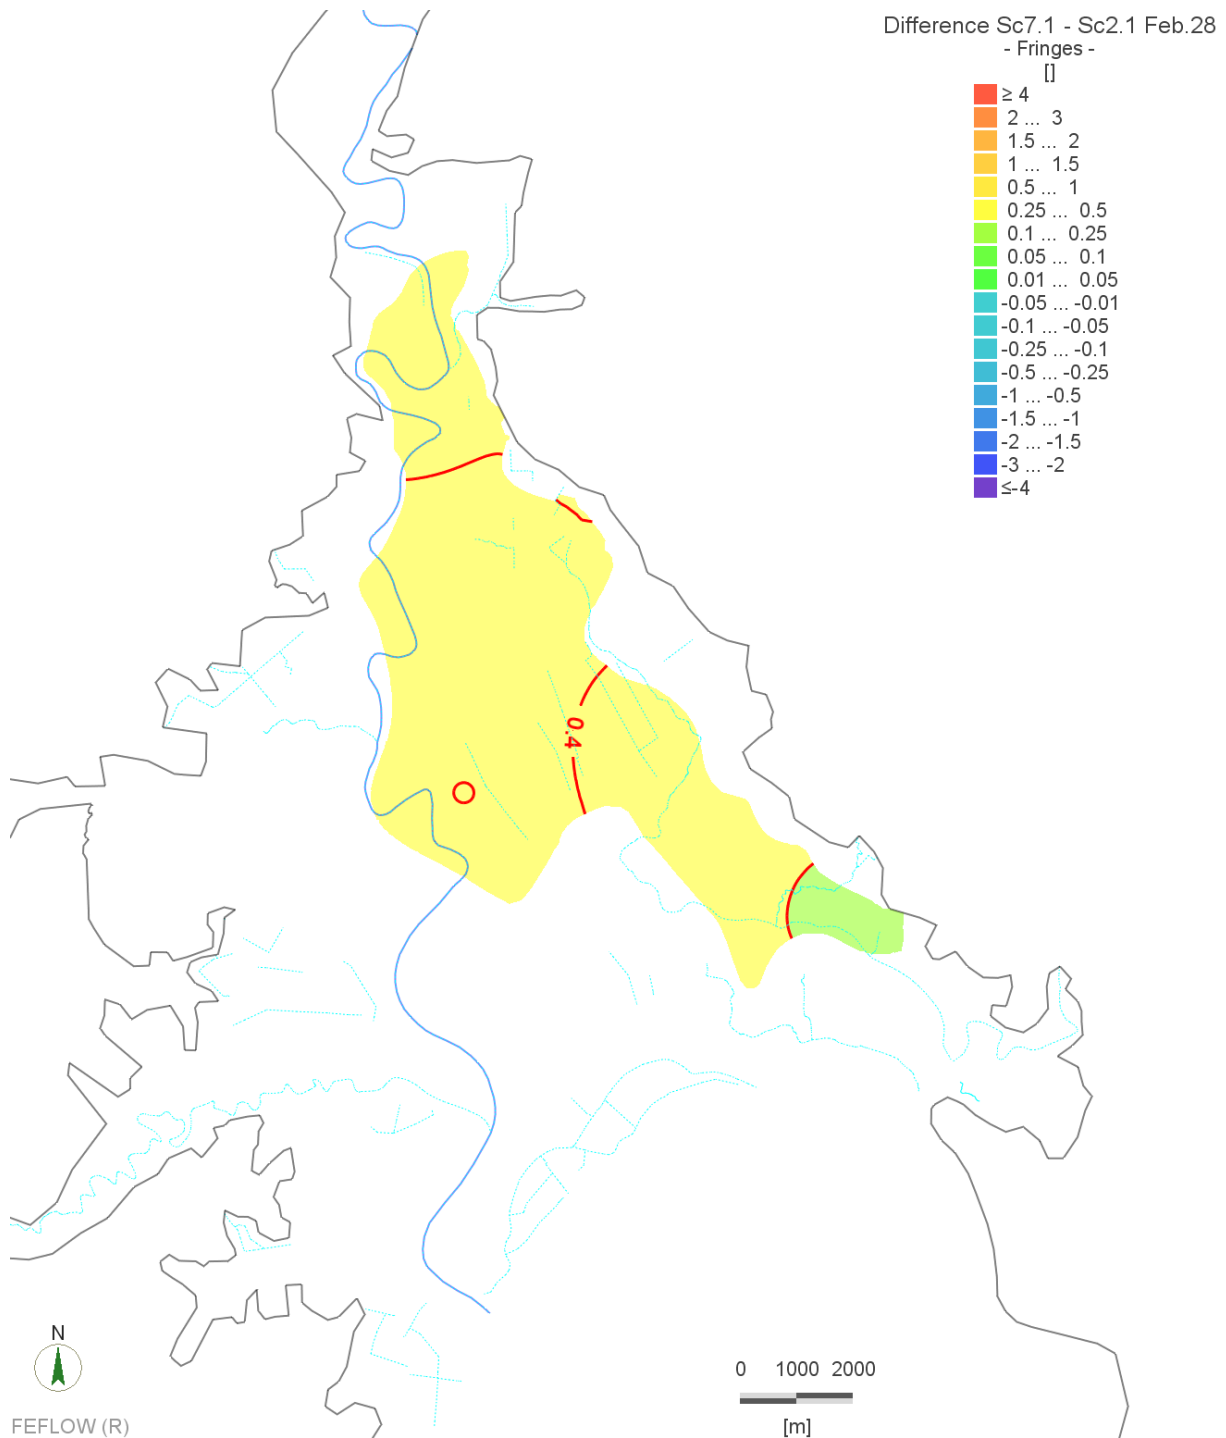 Difference Sc7.1 - Sc2.1 Feb.28
- Fringes -
[]
≥ 4
2 ... 3
1.5 ... 2
1 ... 1.5
0.5 ... 1
0.25 ... 0.5
0.1 ... 0.25
0.05 ... 0.1
0.01 ... 0.05
-0.05 ... -0.01
-0.1 ... -0.05
-0.25 ... -0.1
-0.5 ... -0.25
-1 ... -0.5
-1.5 ... -1
-2 ... -1.5
-3 ... -2
≤-4
0.4
N
0 1000 2000
[m]
FEFLOW (R)